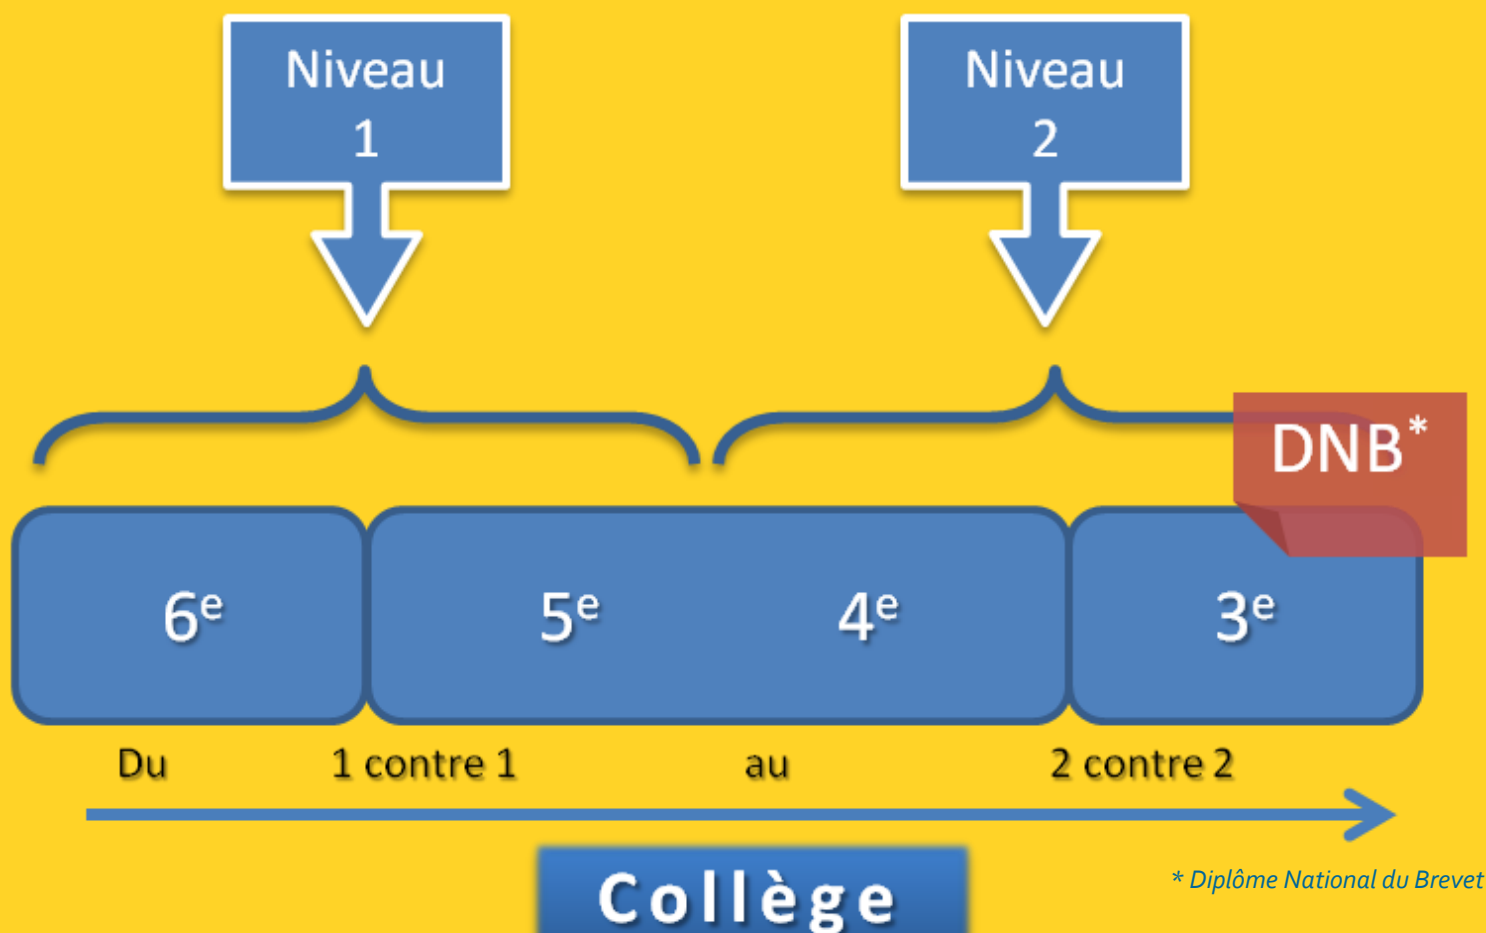 Niveau
1
Niveau
2
DNB*
6e
5e
4e
3e
Du 1 contre 1 au 2 contre 2
Collège
* Diplôme National du Brevet